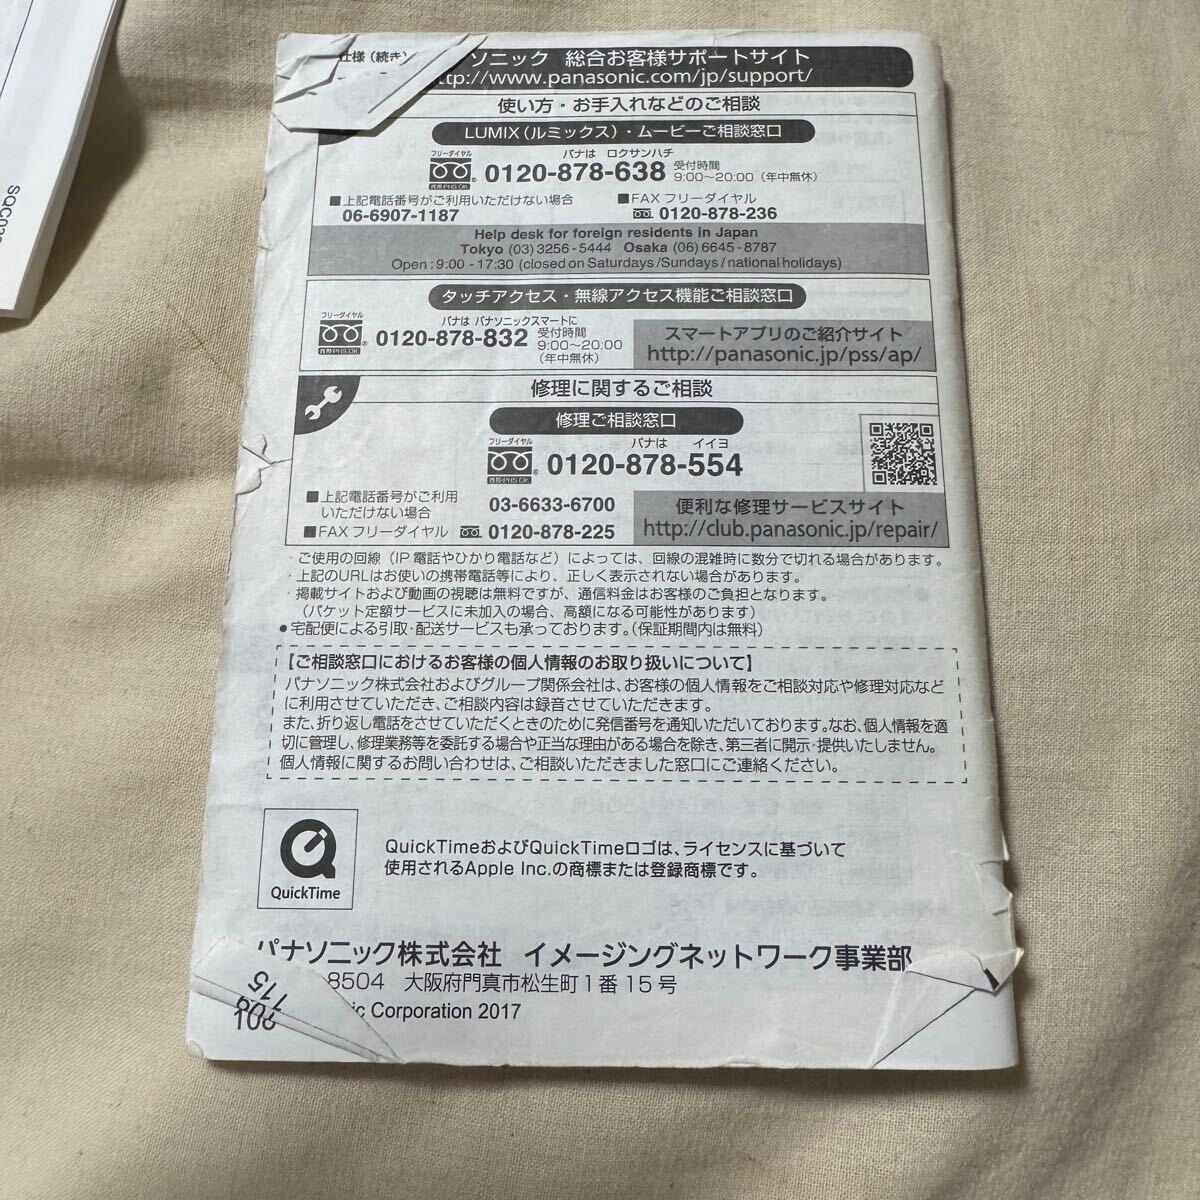 仕様（続き）
ソニック 総合お客様サポートサイト
ttp://www.panasonic.com/jp/support/
使い方・お手入れなどのご相談
LUMIX（ルミックス）・ムービーご相談窓口
フリーダイヤル
携帯・PHS OK
パナは ロクサンハチ
0120-878-638
受付時間
9:00～20:00（年中無休）
■上記電話番号がご利用いただけない場合
06-6907-1187
■FAX フリーダイヤル
0120-878-236
Help desk for foreign residents in Japan
Tokyo (03) 3256-5444 Osaka (06) 6645-8787
Open : 9:00 - 17:30 (closed on Saturdays /Sundays / national holidays)
タッチアクセス・無線アクセス機能ご相談窓口
フリーダイヤル
携帯・PHS OK
パナは パナソニックスマートに
0120-878-832
受付時間
9:00～20:00
（年中無休）
スマートアプリのご紹介サイト
http://panasonic.jp/pss/ap/
修理に関するご相談
修理ご相談窓口
フリーダイヤル
携帯・PHS OK
パナは イイヨ
0120-878-554
■上記電話番号がご利用
いただけない場合
03-6633-6700
■FAX フリーダイヤル 0120-878-225
便利な修理サービスサイト
http://club.panasonic.jp/repair/
・ご使用の回線（IP電話やひかり電話など）によっては、回線の混雑時に数分で切れる場合があります。
・上記のURLはお使いの携帯電話等により、正しく表示されない場合があります。
・掲載サイトおよび動画の視聴は無料ですが、通信料金はお客様のご負担となります。
（パケット定額サービスに未加入の場合、高額になる可能性があります）
●宅配便による引取・配送サービスも承っております。（保証期間内は無料）
【ご相談窓口におけるお客様の個人情報のお取り扱いについて】
パナソニック株式会社およびグループ関係会社は、お客様の個人情報をご相談対応や修理対応など
に利用させていただき、ご相談内容は録音させていただきます。
また、折り返し電話をさせていただくときのために発信番号を通知いただいております。なお、個人情報を適
切に管理し、修理業務等を委託する場合や正当な理由がある場合を除き、第三者に開示・提供いたしません。
個人情報に関するお問い合わせは、ご相談いただきました窓口にご連絡ください。
QuickTime
QuickTimeおよびQuickTimeロゴは、ライセンスに基づいて
使用されるApple Inc.の商標または登録商標です。
パナソニック株式会社 イメージングネットワーク事業部
8504 大阪府門真市松生町1番15号
ic Corporation 2017
115